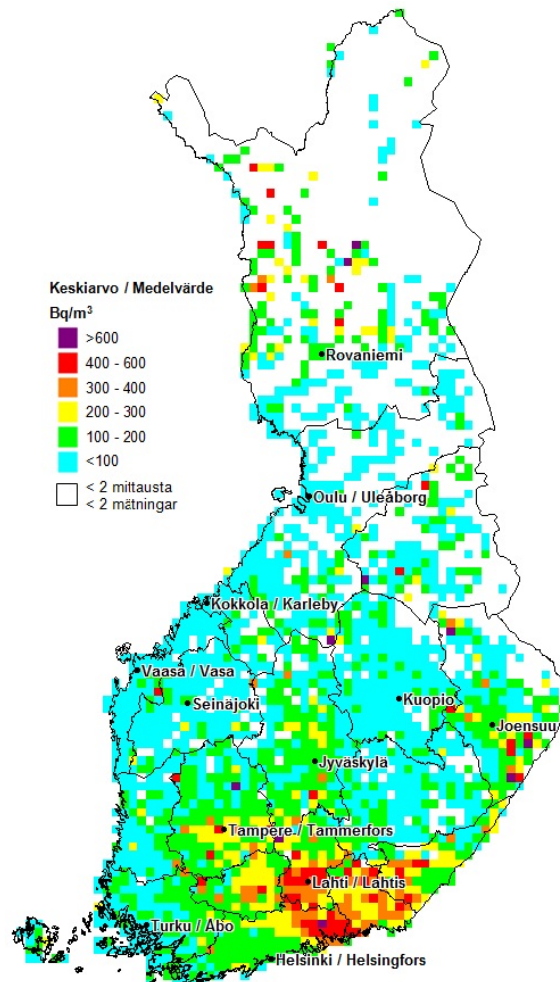 Keskiarvo / Medelvärde
Bq/m³
>600
400 - 600
300 - 400
200 - 300
100 - 200
<100
< 2 mittausta
< 2 mätningar
Rovaniemi
Oulu / Uleåborg
Kokkola / Karleby
Vaasa / Vasa
Seinäjoki
Kuopio
Joensuu
Jyväskylä
Tampere / Tammerfors
Lahti / Lahtis
Turku / Åbo
Helsinki / Helsingfors